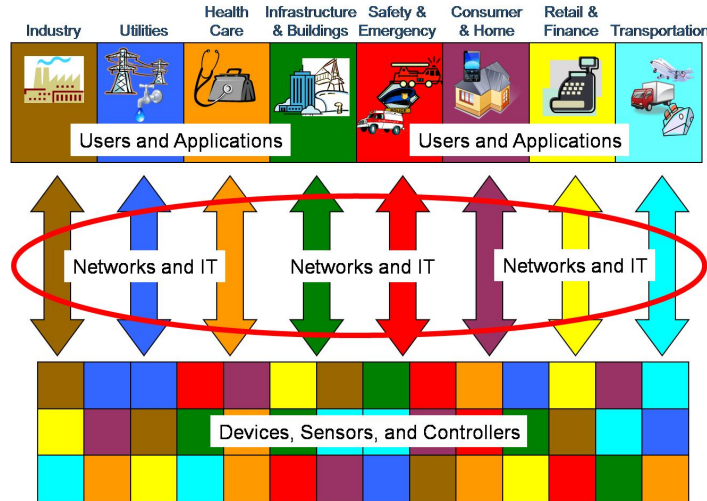 Industry
Utilities
Health
Care
Infrastructure
& Buildings
Safety &
Emergency
Consumer
& Home
Retail &
Finance
Transportation
Users and Applications
Users and Applications
Networks and IT
Networks and IT
Networks and IT
Devices, Sensors, and Controllers